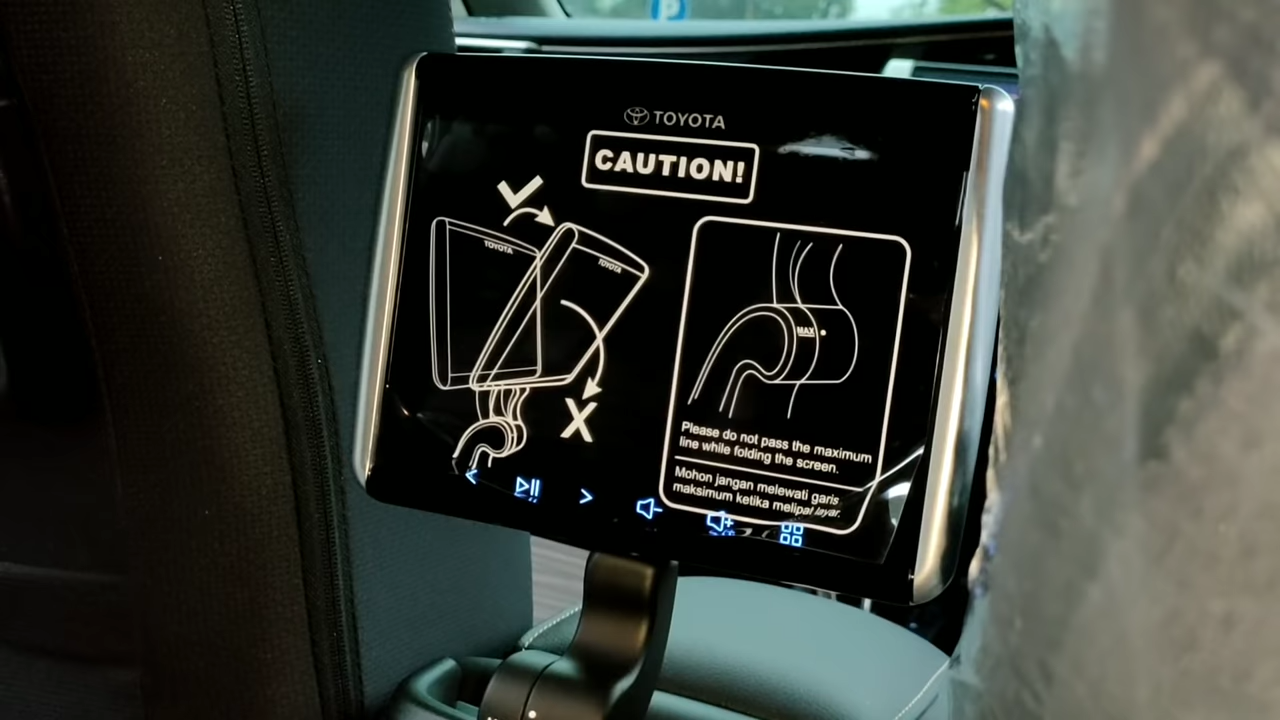 P
TOYOTA
CAUTION!
TOYOTA
TOYOTA
X
MAX
Please do not pass the maximum
line while folding the screen.
Mohon jangan melewati garis
maksimum ketika melipat layar.